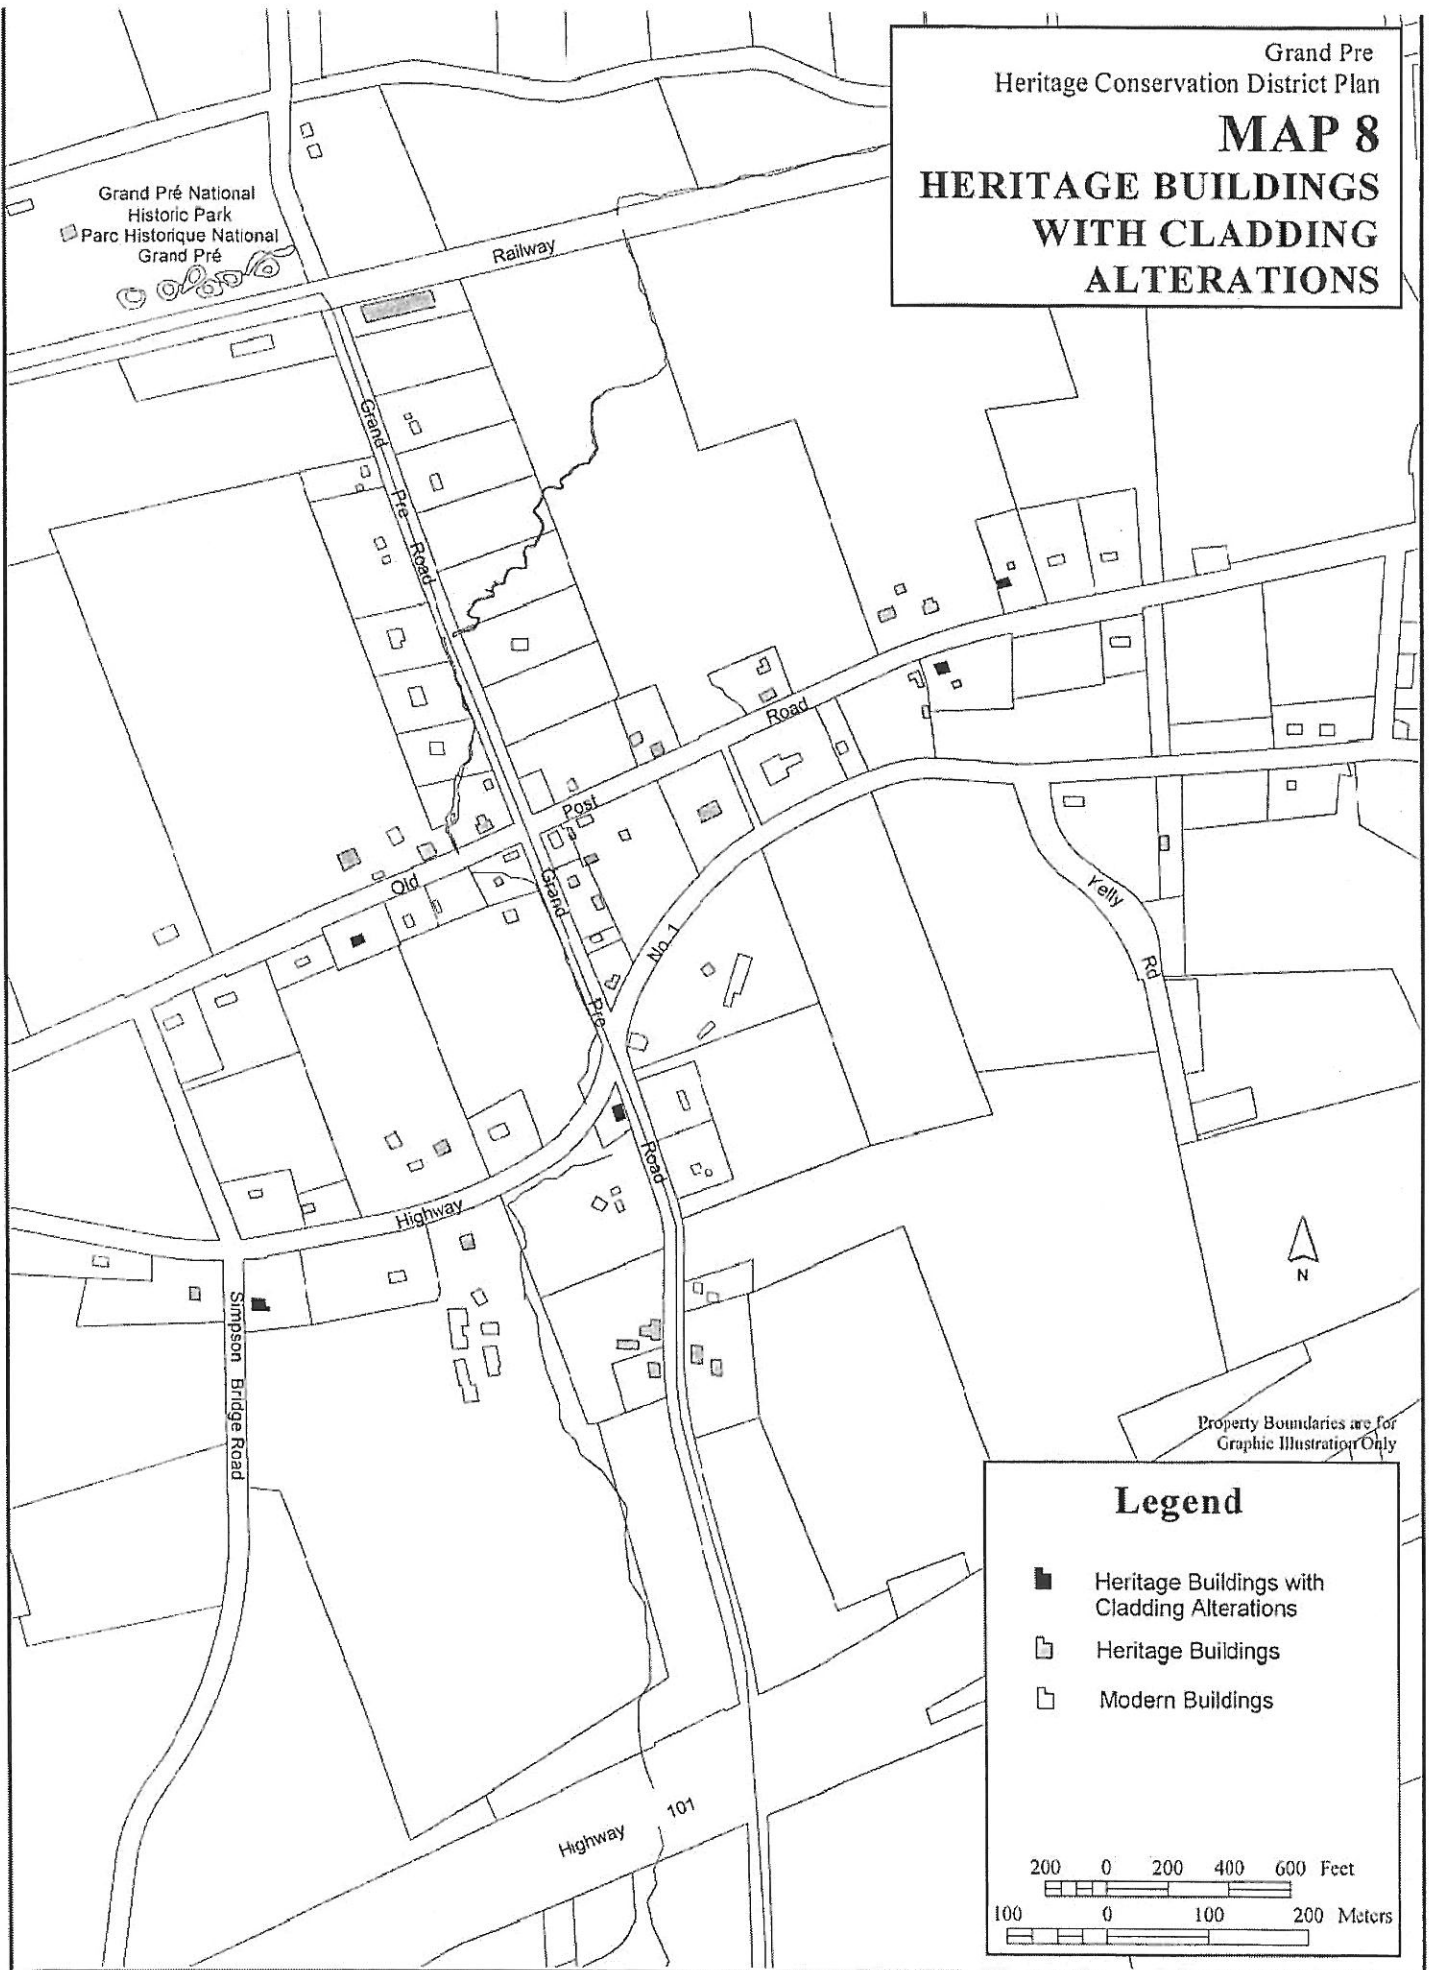 Grand Pre
Heritage Conservation District Plan
MAP 8
HERITAGE BUILDINGS
WITH CLADDING
ALTERATIONS
Grand Pré National
Historic Park
Parc Historique National
Grand Pré
Railway
Grand
Pre
Road
Road
Post
Old
Grand
No. 1
Kelly
Rd
Pre
Road
Highway
N
Simpson Bridge Road
Property Boundaries are for
Graphic Illustration Only
Legend
Heritage Buildings with
Cladding Alterations
Heritage Buildings
Modern Buildings
101
Highway
200 0 200 400 600 Feet
100 0 100 200 Meters